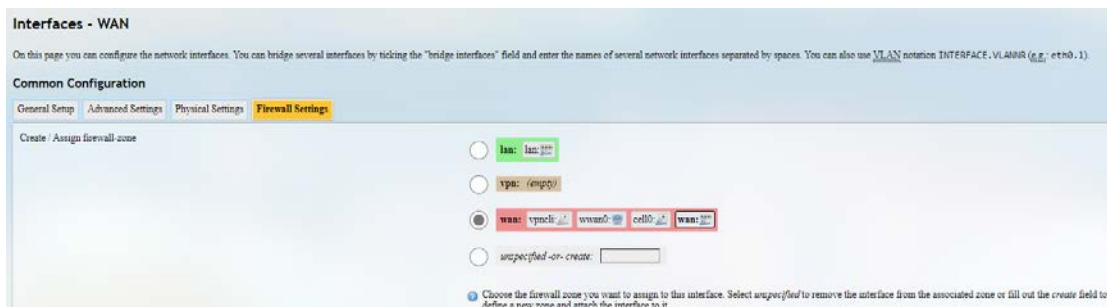 Interfaces - WAN
On this page you can configure the network interfaces. You can bridge several interfaces by ticking the "bridge interfaces" field and enter the names of several network interfaces separated by spaces. You can also use VLAN notation INTERFACE.VLANNR (e.g.: eth0.1).
Common Configuration
General Setup Advanced Settings Physical Settings Firewall Settings
Create / Assign firewall-zone
lan: lan:
vpn: (empty)
wan: vpncli: wwan0: cell0: wan:
unspecified -or- create:
Choose the firewall zone you want to assign to this interface. Select unspecified to remove the interface from the associated zone or fill out the create field to
define a new zone and attach the interface to it.